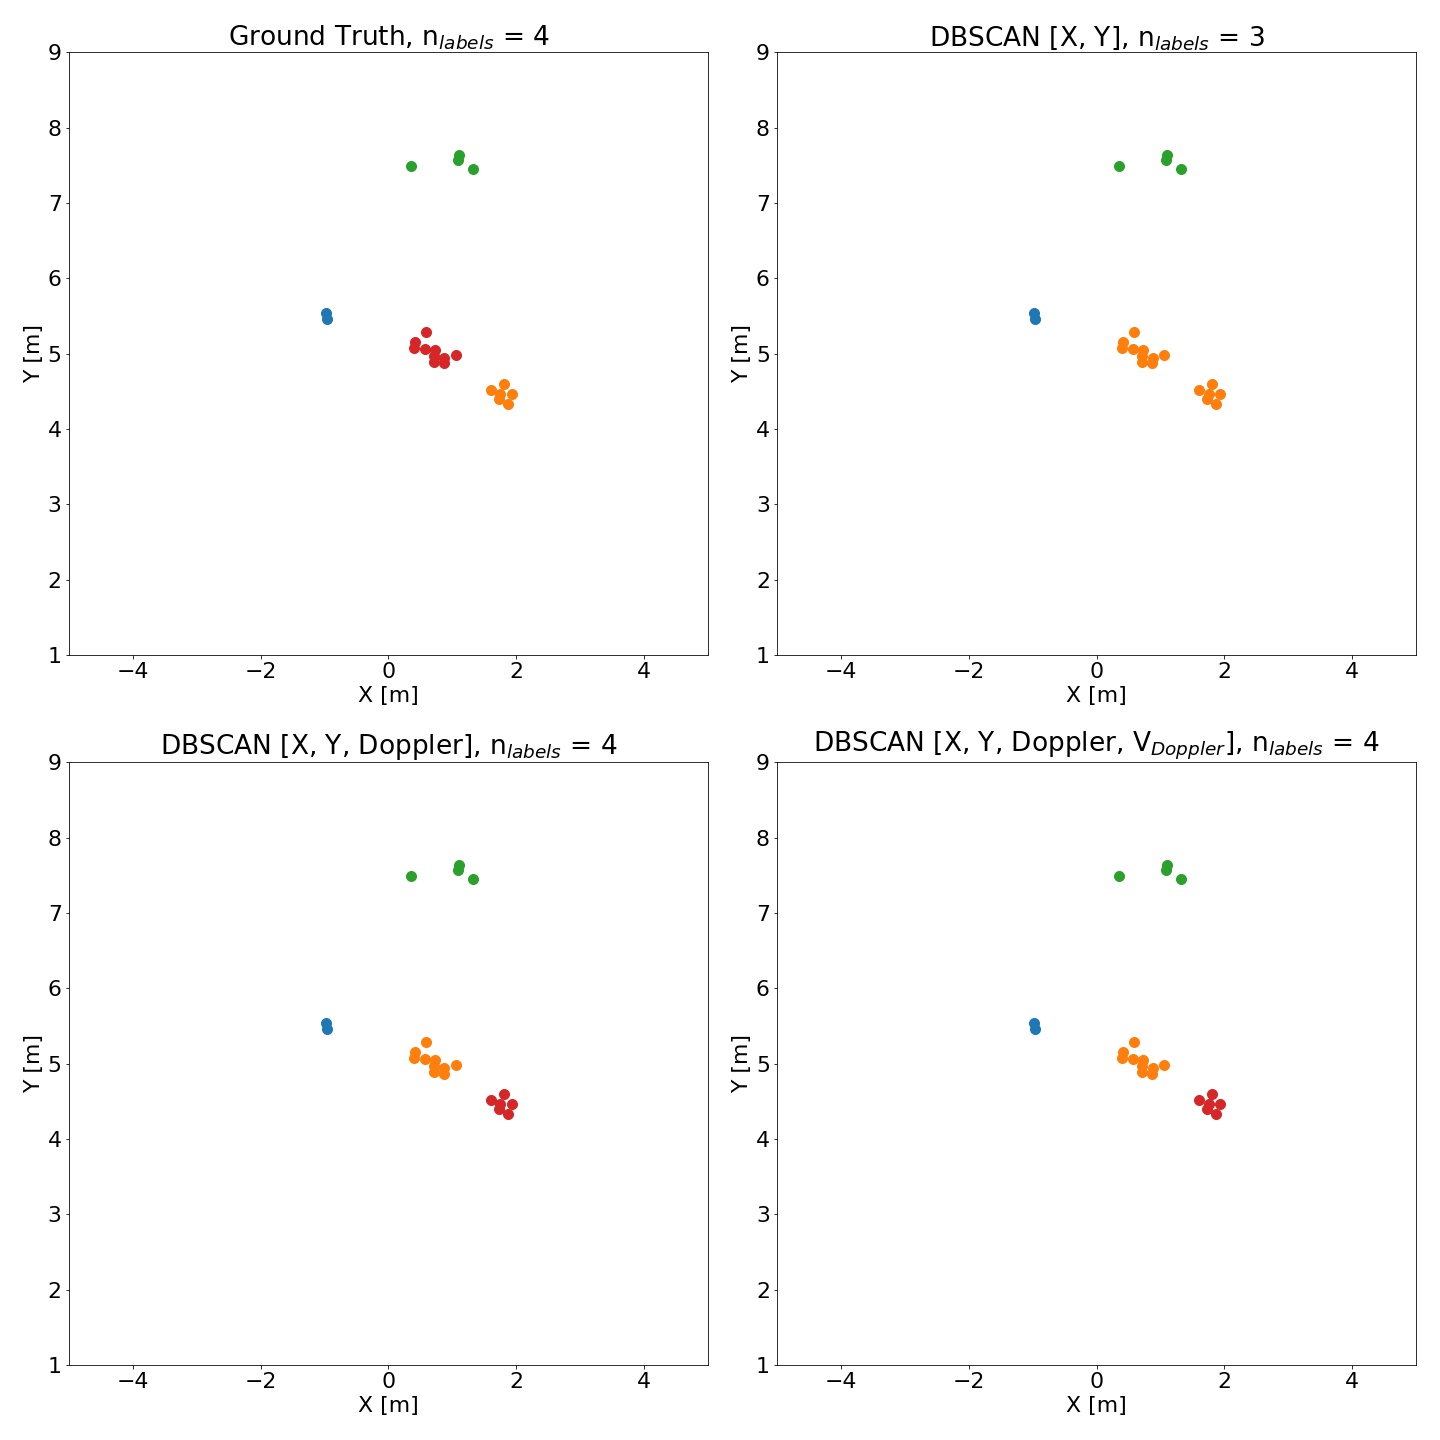 Ground Truth, n_labels = 4
9
8
7
6
5
4
3
2
1
Y [m]
−4 −2 0 2 4
X [m]
DBSCAN [X, Y], n_labels = 3
9
8
7
6
5
4
3
2
1
Y [m]
−4 −2 0 2 4
X [m]
DBSCAN [X, Y, Doppler], n_labels = 4
9
8
7
6
5
4
3
2
1
Y [m]
−4 −2 0 2 4
X [m]
DBSCAN [X, Y, Doppler, V_Doppler], n_labels = 4
9
8
7
6
5
4
3
2
1
Y [m]
−4 −2 0 2 4
X [m]